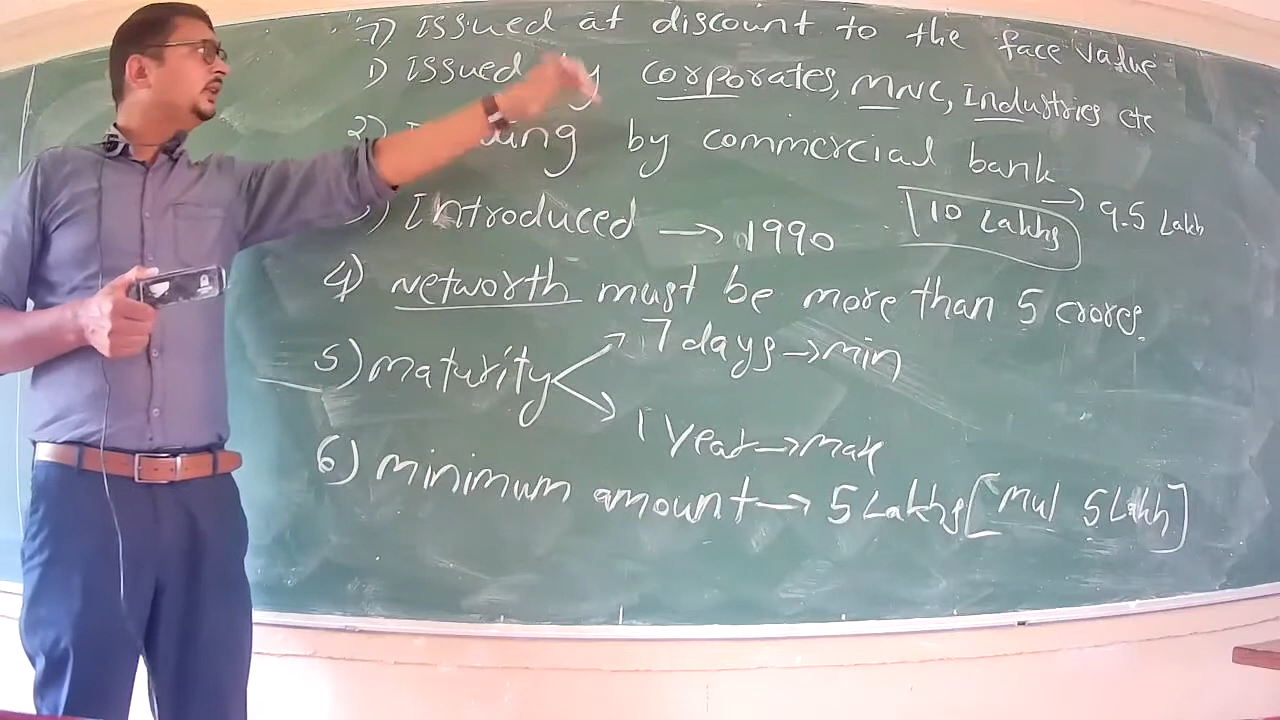 7) Issued at discount to the face value
1) Issued by corporates, MNC, Industries etc
2) by commercial bank
3) Introduced → 1990
10 Lakhs → 9.5 Lakh
4) networth must be more than 5 crores.
5) maturity
7 days → min
1 Year → max
6) minimum amount → 5 Lakhs [mul 5 Lakh]